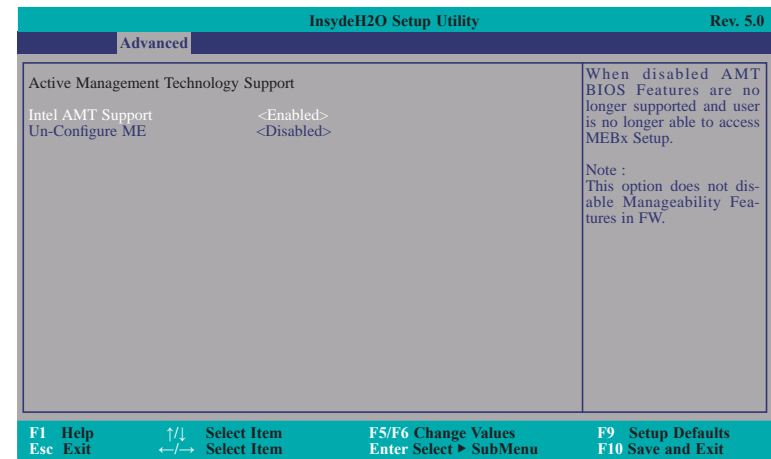 InsydeH2O Setup Utility Rev. 5.0
Advanced
Active Management Technology Support
Intel AMT Support <Enabled>
Un-Configure ME <Disabled>
When disabled AMT
BIOS Features are no
longer supported and user
is no longer able to access
MEBx Setup.
Note :
This option does not dis-
able Manageability Fea-
tures in FW.
F1 Help ↑/↓ Select Item F5/F6 Change Values F9 Setup Defaults
Esc Exit ←/→ Select Item Enter Select ▶ SubMenu F10 Save and Exit